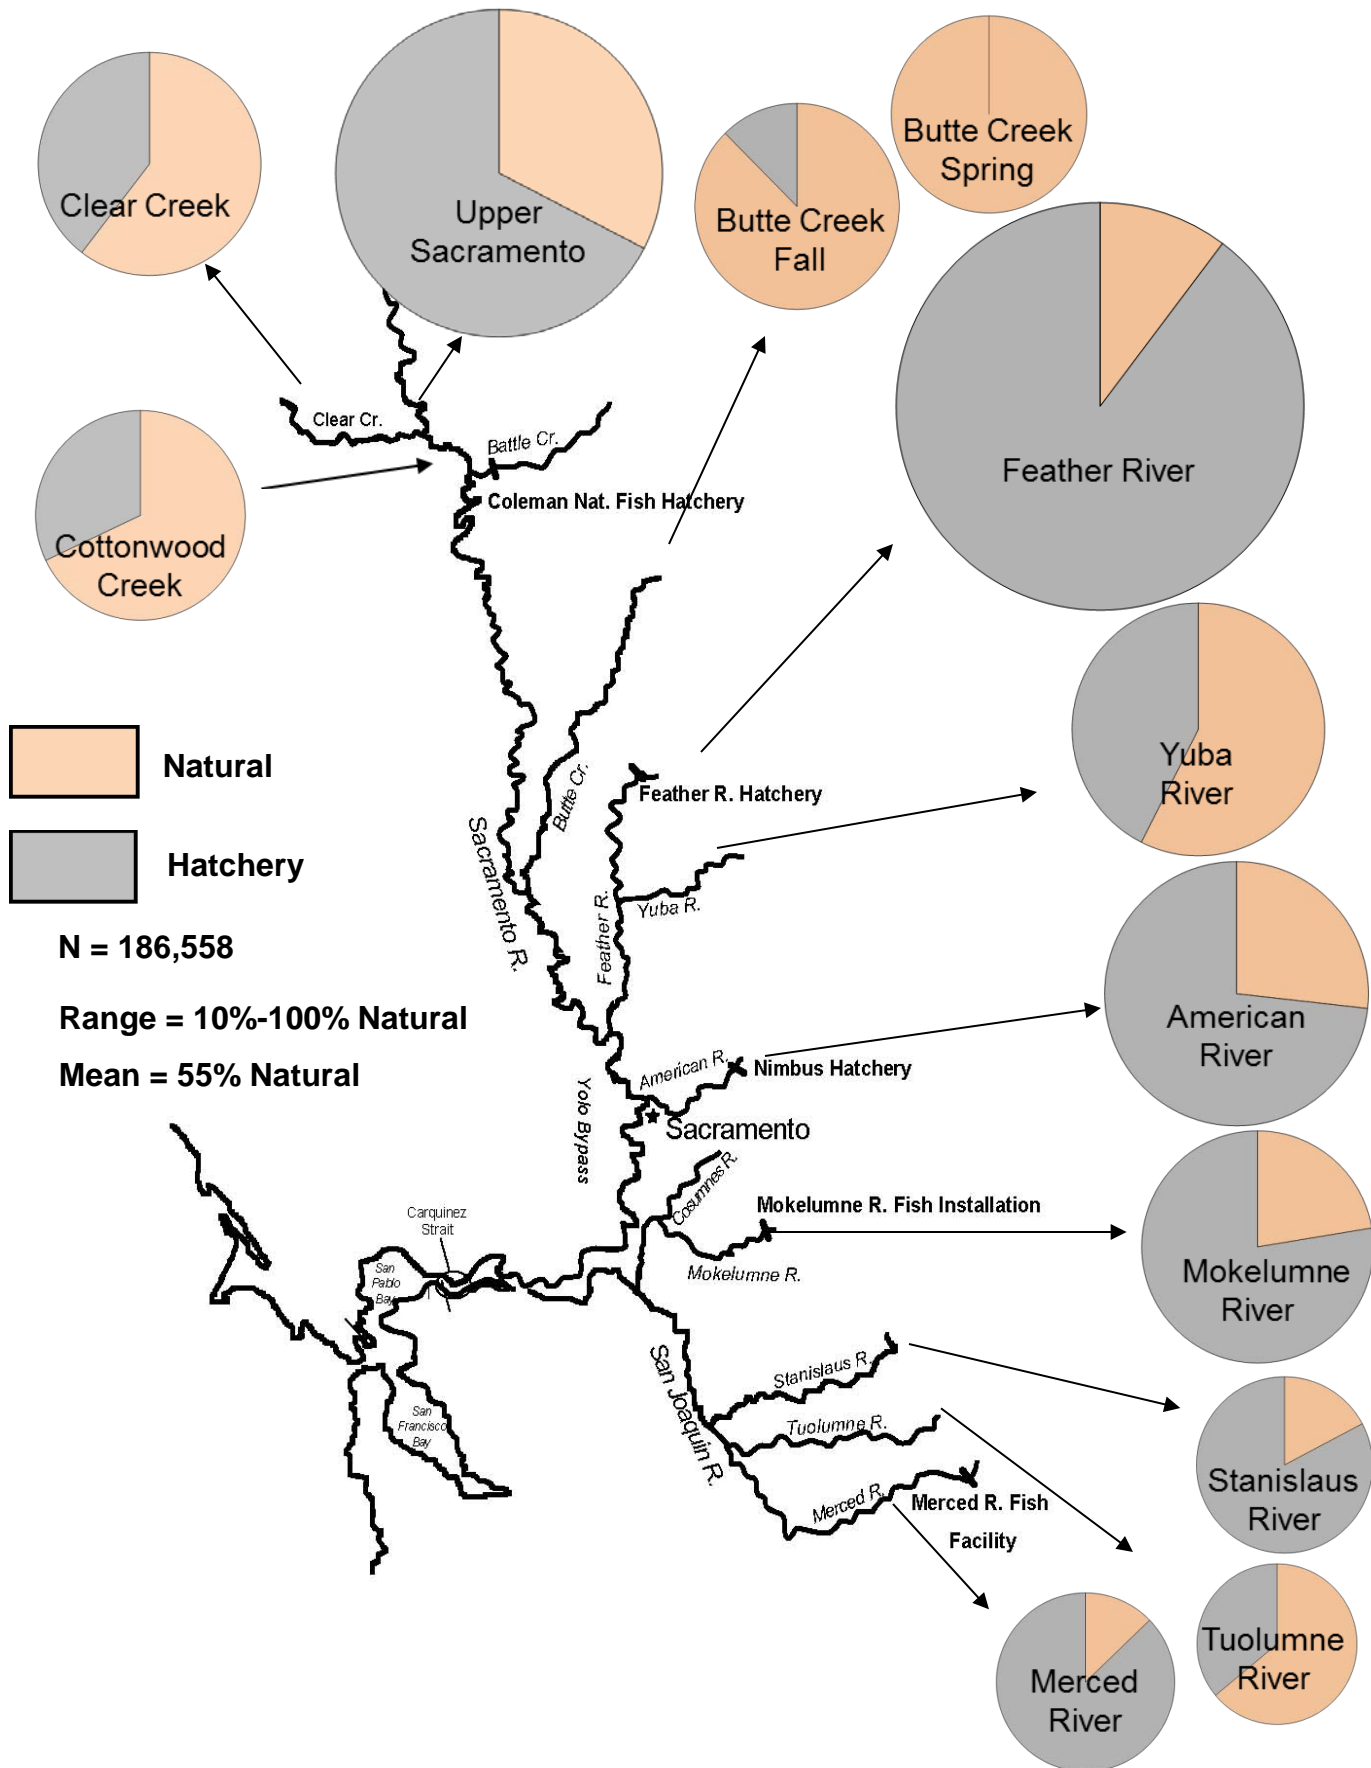 Butte Creek
Spring
Clear Creek
Upper
Sacramento
Butte Creek
Fall
Feather River
Clear Cr.
Battle Cr.
Coleman Nat. Fish Hatchery
Cottonwood
Creek
Natural
Hatchery
N = 186,558
Range = 10%-100% Natural
Mean = 55% Natural
Sacramento R.
Butte Cr.
Feather R. Hatchery
Feather R.
Yuba R.
Yuba
River
American
River
American R.
Nimbus Hatchery
Yolo Bypass
Sacramento
Cosumnes R.
Mokelumne R. Fish Installation
Mokelumne R.
Mokelumne
River
Carquinez
Strait
San
Pablo
Bay
San
Francisco
Bay
San Joaquin R.
Stanislaus R.
Tuolumne R.
Merced R.
Merced R. Fish
Facility
Stanislaus
River
Tuolumne
River
Merced
River